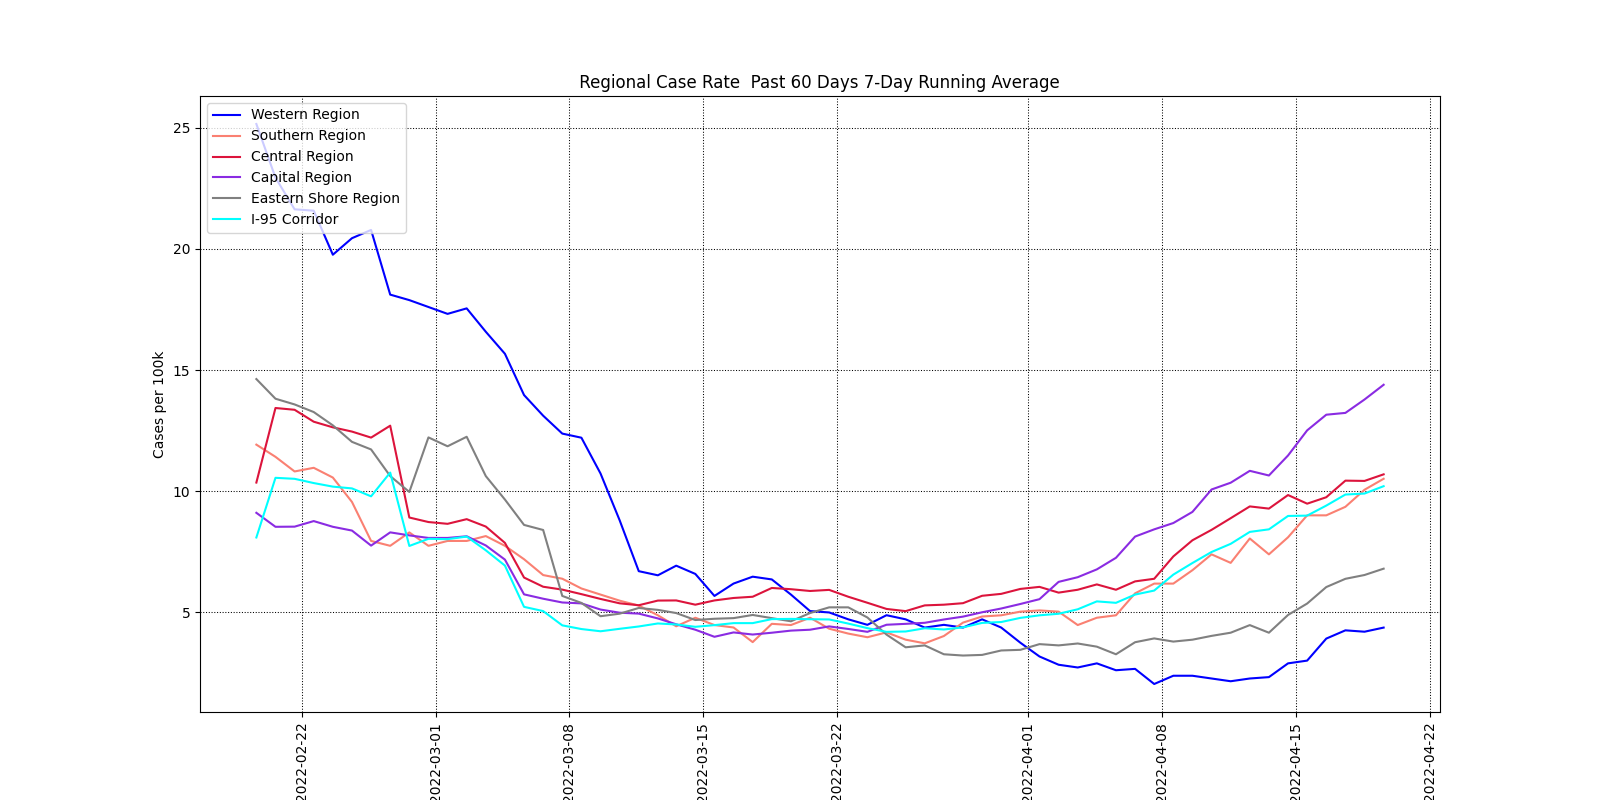 Regional Case Rate  Past 60 Days 7-Day Running Average
Western Region
Southern Region
Central Region
Capital Region
Eastern Shore Region
I-95 Corridor
Cases per 100k
25
20
15
10
5
2022-02-22
2022-03-01
2022-03-08
2022-03-15
2022-03-22
2022-04-01
2022-04-08
2022-04-15
2022-04-22